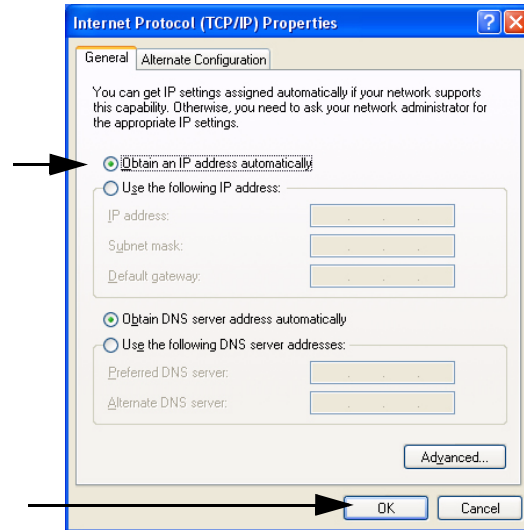 Internet Protocol (TCP/IP) Properties
General Alternate Configuration
You can get IP settings assigned automatically if your network supports
this capability. Otherwise, you need to ask your network administrator for
the appropriate IP settings.
Obtain an IP address automatically
Use the following IP address:
IP address:
Subnet mask:
Default gateway:
Obtain DNS server address automatically
Use the following DNS server addresses:
Preferred DNS server:
Alternate DNS server:
Advanced...
OK Cancel